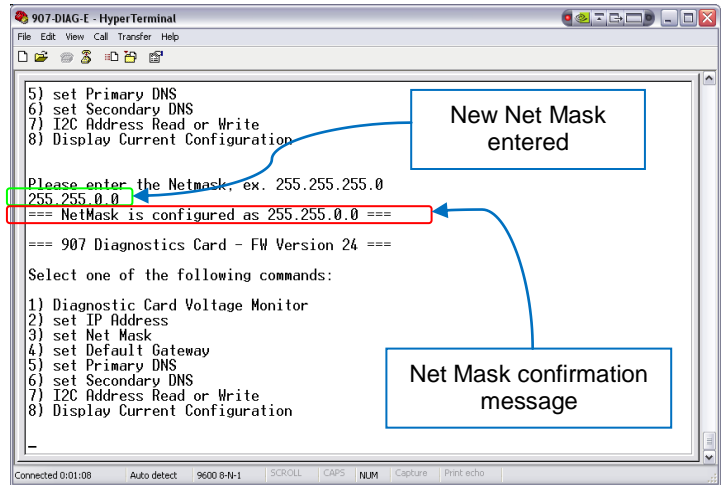 907-DIAG-E - HyperTerminal
File Edit View Call Transfer Help
5) set Primary DNS
6) set Secondary DNS
7) I2C Address Read or Write
8) Display Current Configuration
New Net Mask
entered
Please enter the Netmask, ex. 255.255.255.0
255.255.0.0
=== NetMask is configured as 255.255.0.0 ===
=== 907 Diagnostics Card - FW Version 24 ===
Select one of the following commands:
1) Diagnostic Card Voltage Monitor
2) set IP Address
3) set Net Mask
4) set Default Gateway
5) set Primary DNS
6) set Secondary DNS
7) I2C Address Read or Write
8) Display Current Configuration
Net Mask confirmation
message
_
Connected 0:01:08 Auto detect 9600 8-N-1 SCROLL CAPS NUM Capture Print echo